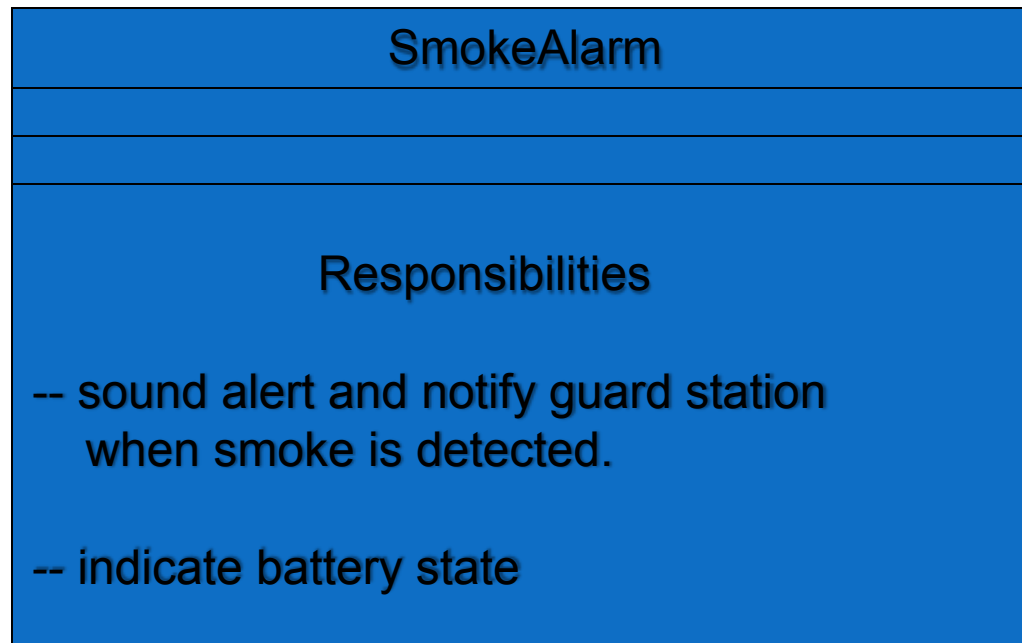 SmokeAlarm
Responsibilities
-- sound alert and notify guard station
when smoke is detected.
-- indicate battery state